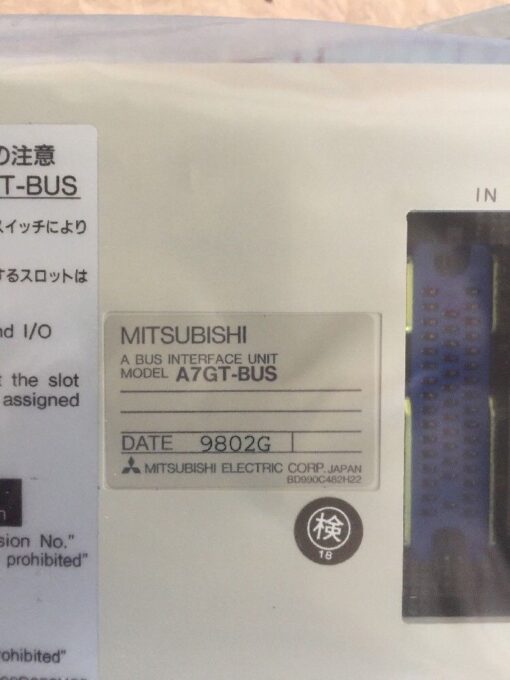 の注意
T-BUS
スイッチにより
するスロットは
nd I/O
the slot
assigned
sion No."
prohibited"
ohibited"
IN
MITSUBISHI
A BUS INTERFACE UNIT
MODEL A7GT-BUS
DATE 9802G
MITSUBISHI ELECTRIC CORP. JAPAN
BD990C482H22
検
18